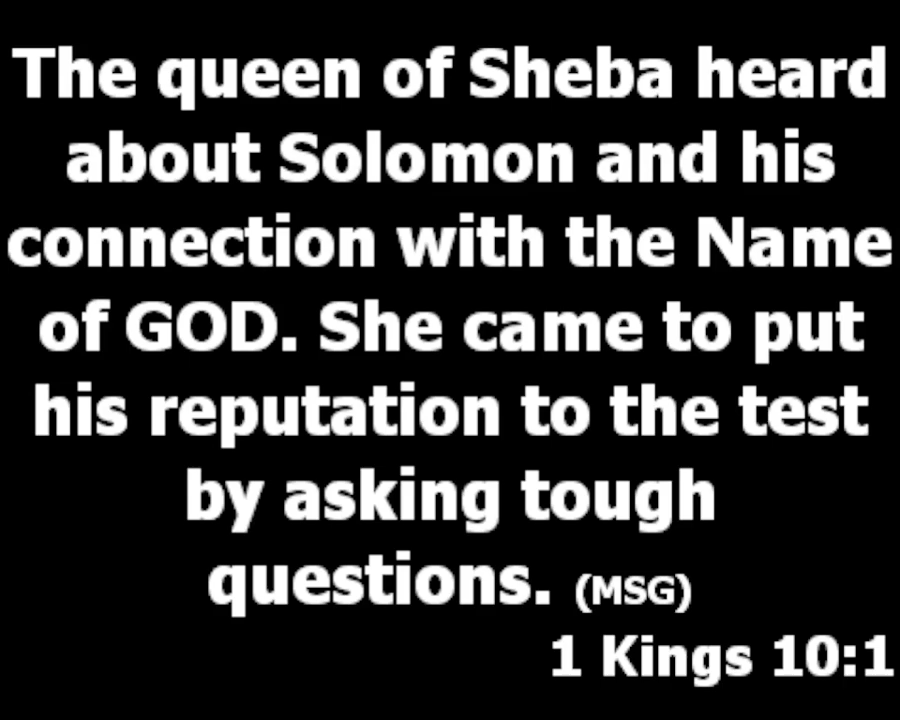 The queen of Sheba heard
about Solomon and his
connection with the Name
of GOD. She came to put
his reputation to the test
by asking tough
questions. (MSG)
1 Kings 10:1